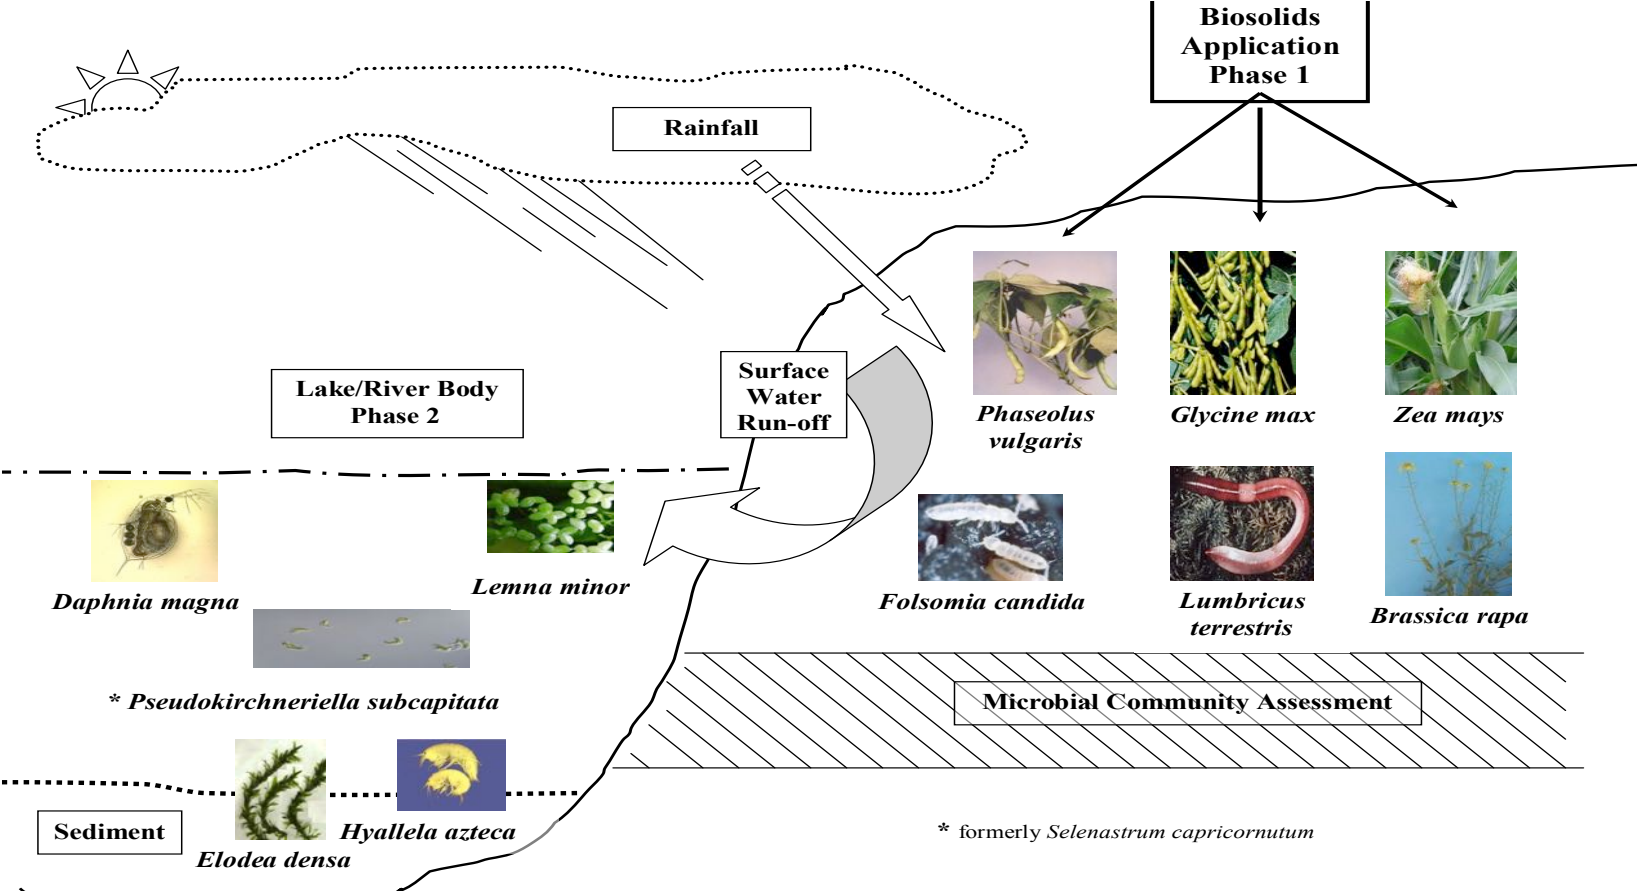 Biosolids
Application
Phase 1
Rainfall
Lake/River Body
Phase 2
Surface
Water
Run-off
Phaseolus
vulgaris
Glycine max
Zea mays
Daphnia magna
Lemna minor
Folsomia candida
Lumbricus
terrestris
Brassica rapa
* Pseudokirchneriella subcapitata
Microbial Community Assessment
Sediment
Elodea densa
Hyallela azteca
* formerly Selenastrum capricornutum